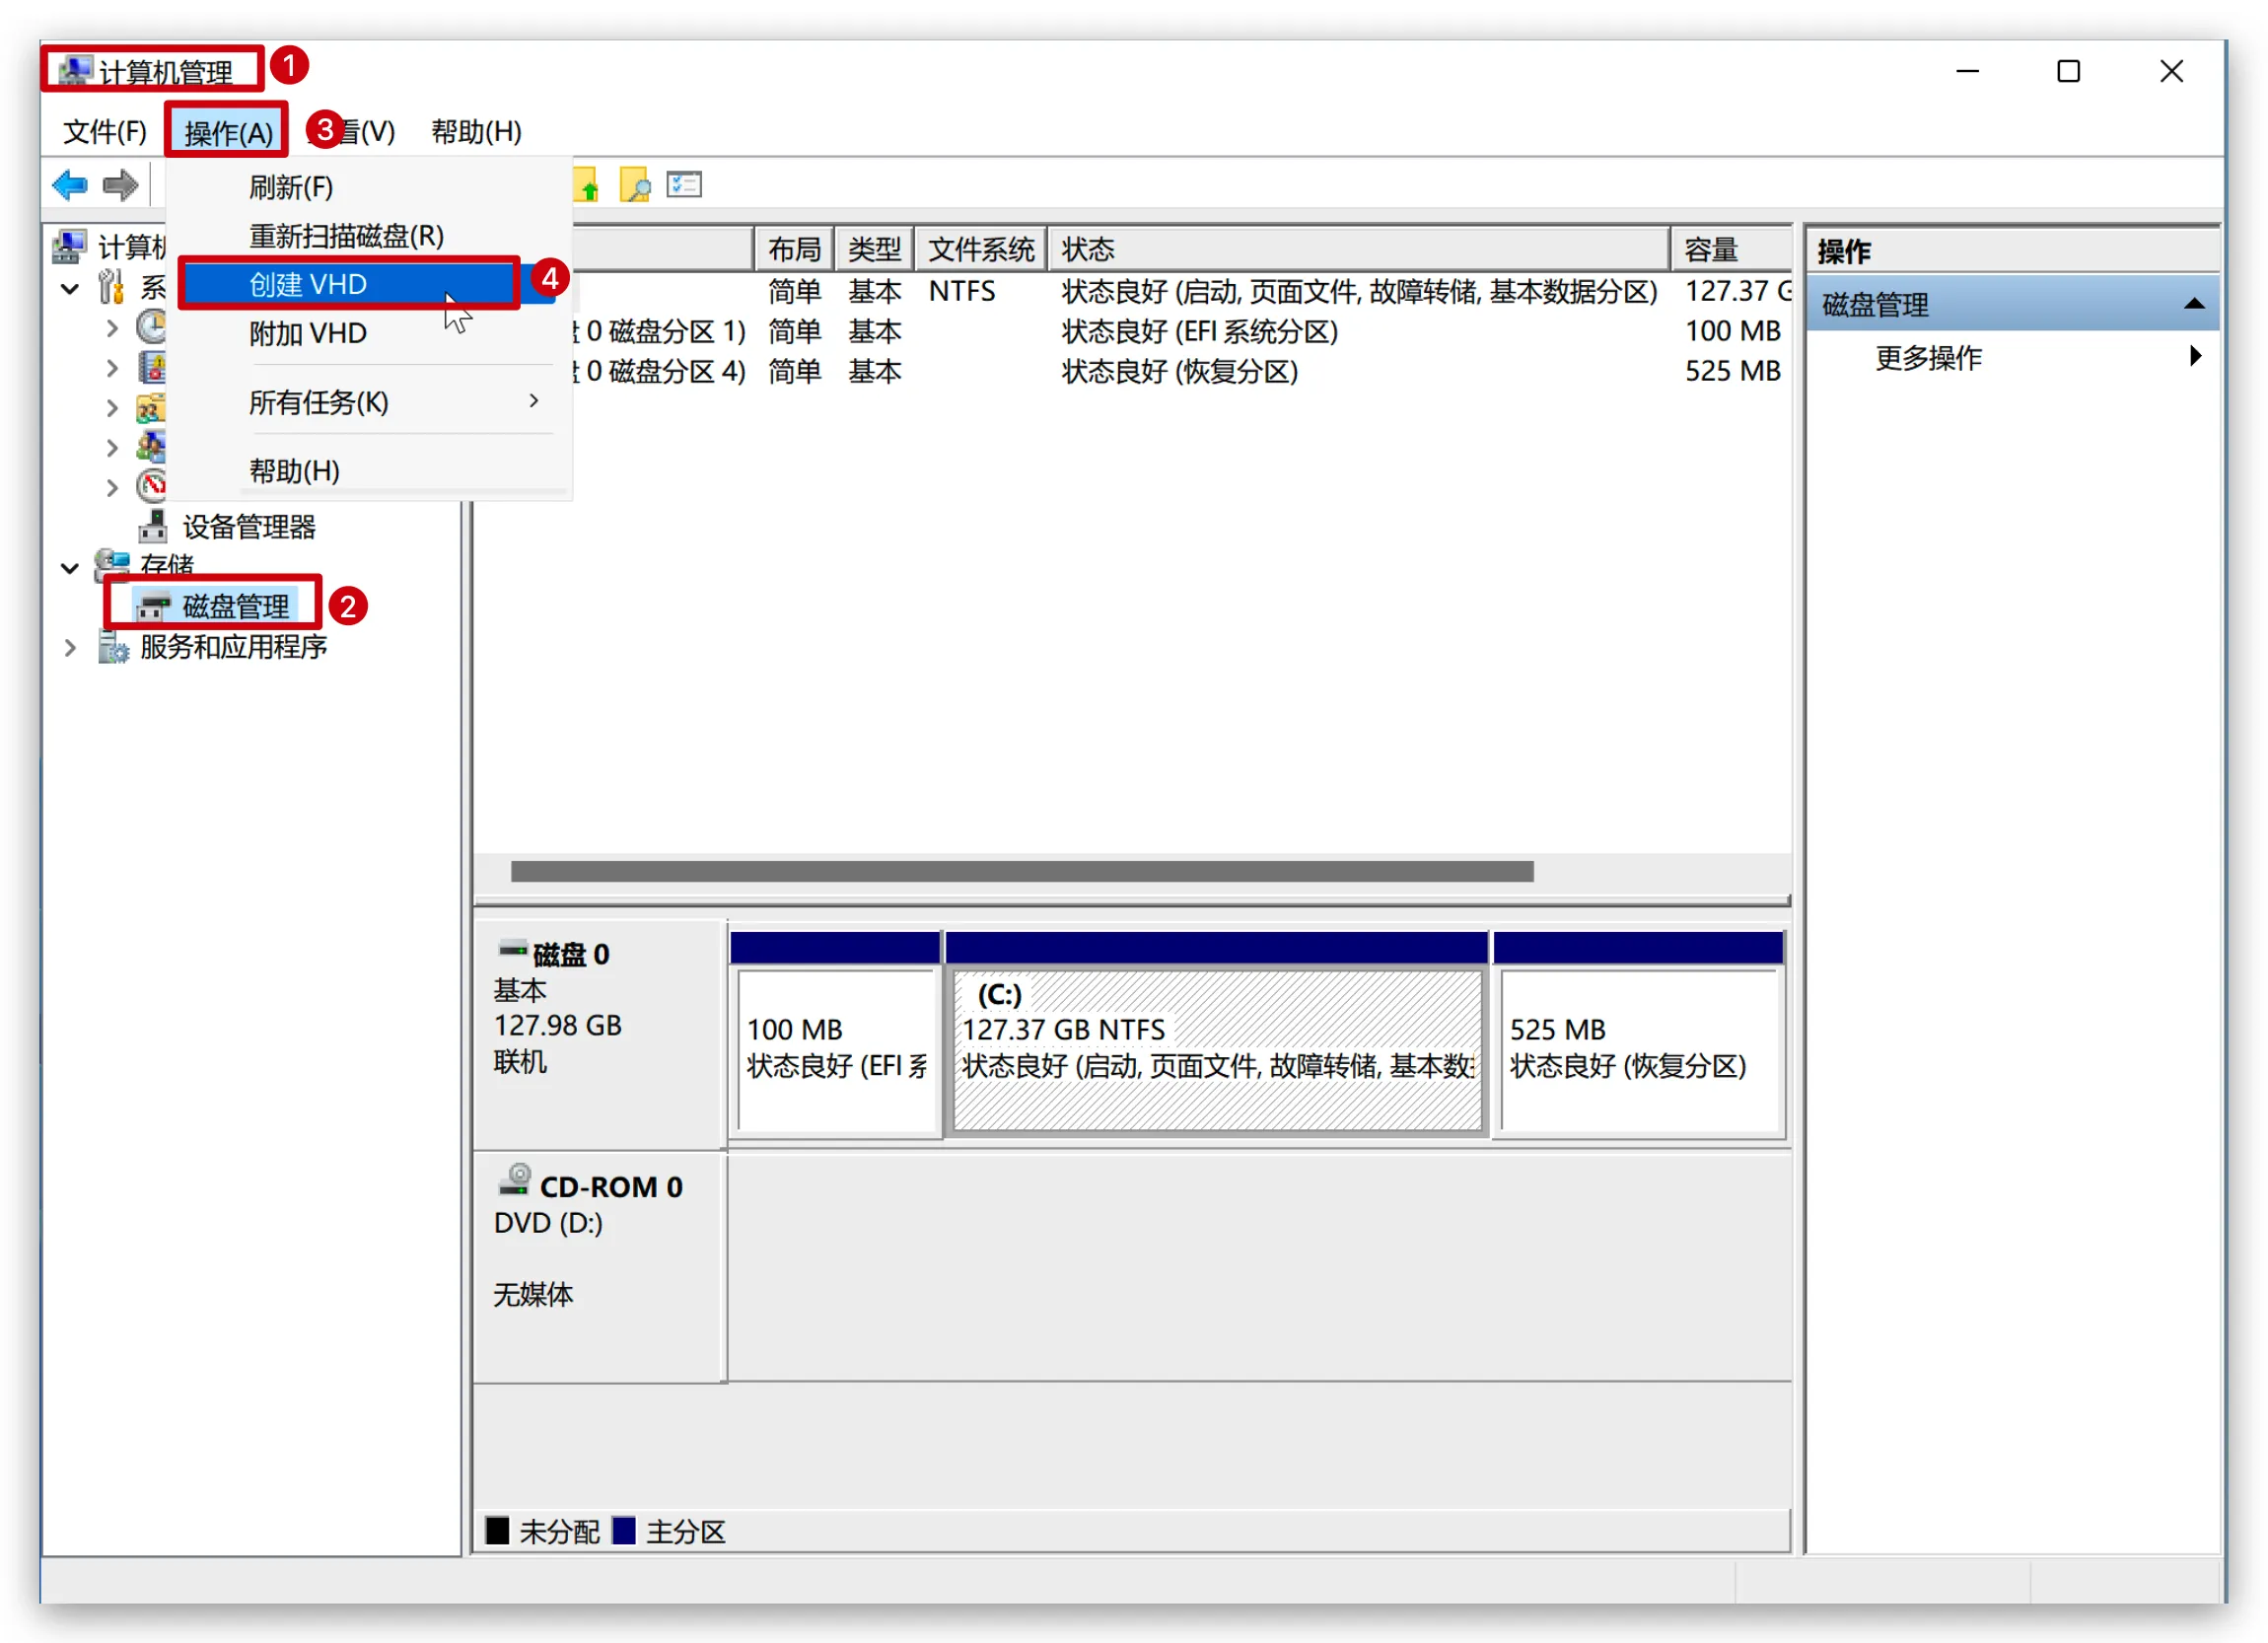 计算机管理 1
文件(F) 操作(A) 3 看(V) 帮助(H)
刷新(F)
重新扫描磁盘(R)
创建 VHD 4
附加 VHD
所有任务(K)
帮助(H)
计算机
系
设备管理器
存储
磁盘管理 2
服务和应用程序
布局 类型 文件系统 状态 容量
简单 基本 NTFS 状态良好 (启动, 页面文件, 故障转储, 基本数据分区) 127.37 G
0 磁盘分区 1) 简单 基本 状态良好 (EFI 系统分区) 100 MB
0 磁盘分区 4) 简单 基本 状态良好 (恢复分区) 525 MB
操作
磁盘管理
更多操作
磁盘 0
基本
127.98 GB
联机
100 MB
状态良好 (EFI 系
(C:)
127.37 GB NTFS
状态良好 (启动, 页面文件, 故障转储, 基本数
525 MB
状态良好 (恢复分区)
CD-ROM 0
DVD (D:)
无媒体
未分配 主分区